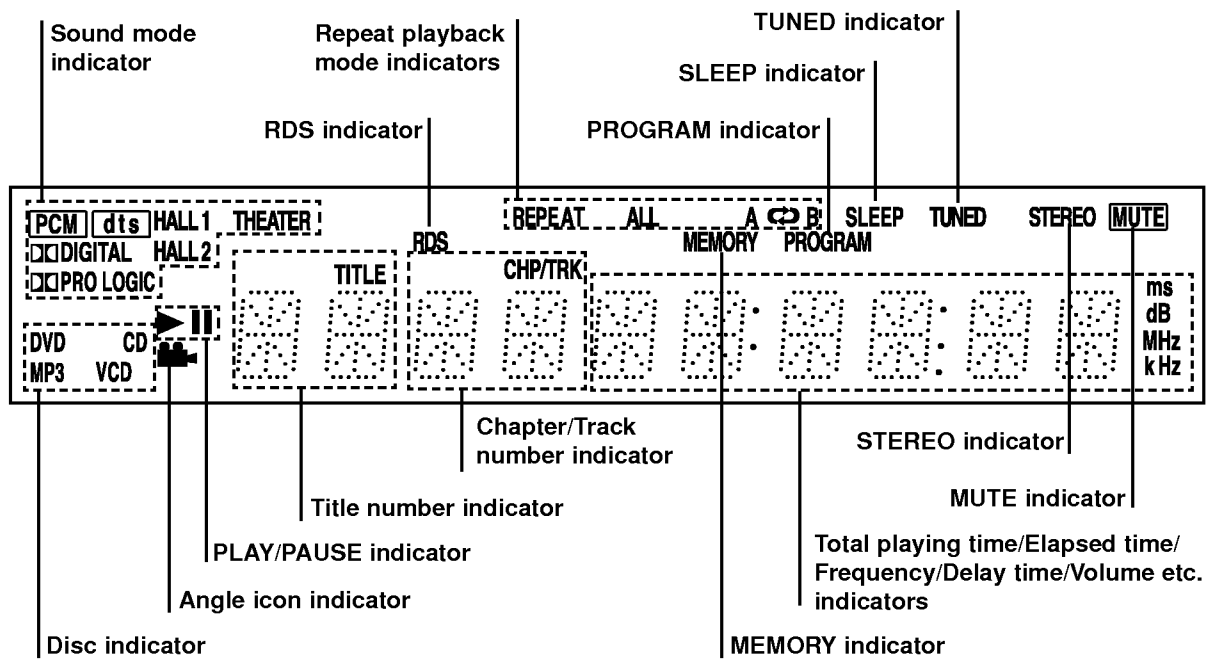 TUNED indicator
Sound mode
indicator
Repeat playback
mode indicators
SLEEP indicator
RDS indicator
PROGRAM indicator
PCM dts HALL 1 THEATER REPEAT ALL A B SLEEP TUNED STEREO MUTE
RDS MEMORY PROGRAM
DIGITAL HALL 2
TITLE CHP/TRK
PRO LOGIC
ms
dB
DVD CD MHz
MP3 VCD kHz
Chapter/Track
number indicator
STEREO indicator
Title number indicator
MUTE indicator
PLAY/PAUSE indicator
Total playing time/Elapsed time/
Frequency/Delay time/Volume etc.
indicators
Angle icon indicator
Disc indicator
MEMORY indicator